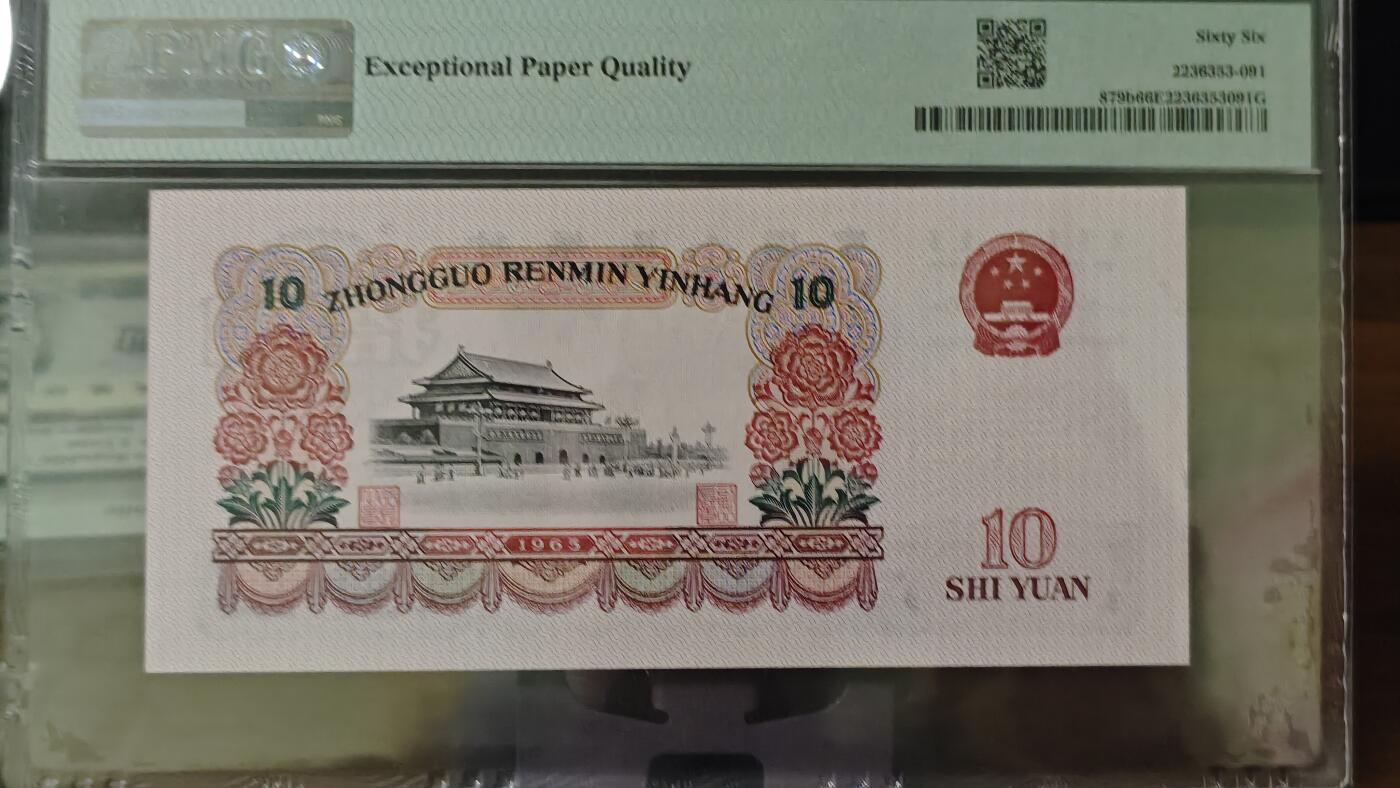 PMG
Exceptional Paper Quality
Sixty Six
2236353-091
879b66E2236353091G
10 ZHONGGUO RENMIN YINHANG 10
1965
10
SHI YUAN